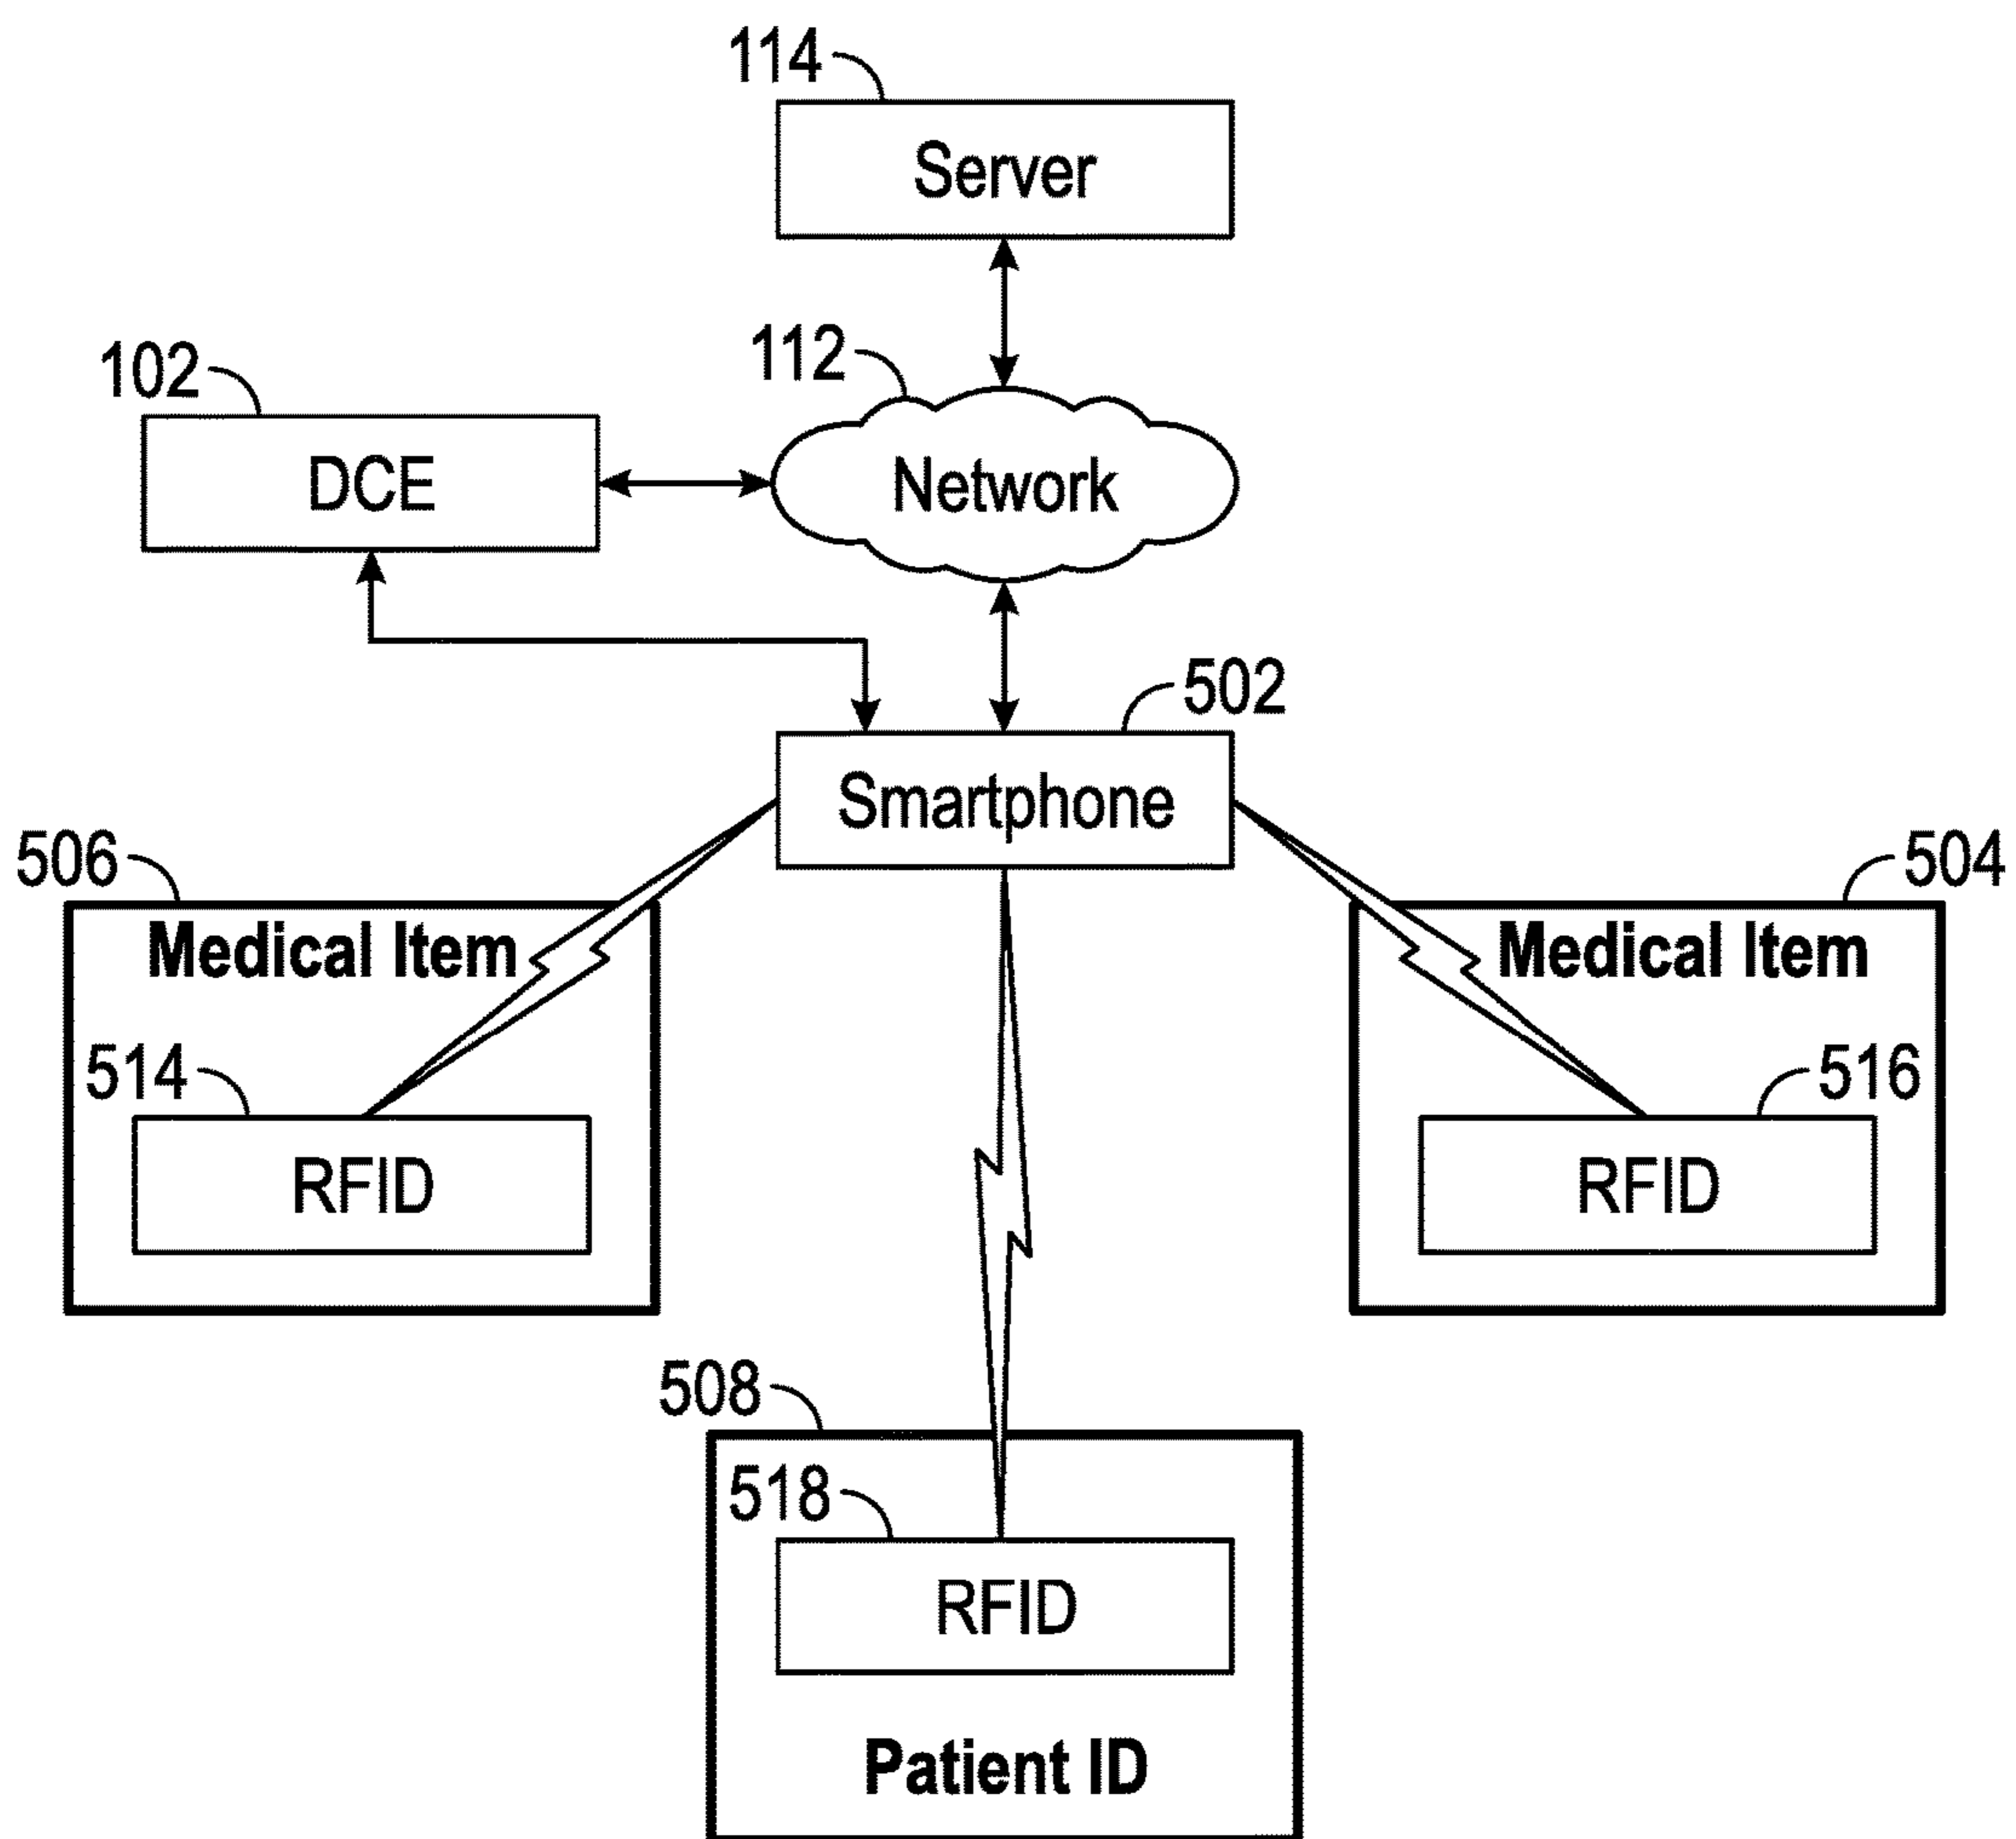 114
Server
112
102
DCE
Network
502
Smartphone
506
504
Medical Item
Medical Item
514
516
RFID
RFID
508
518
RFID
Patient ID